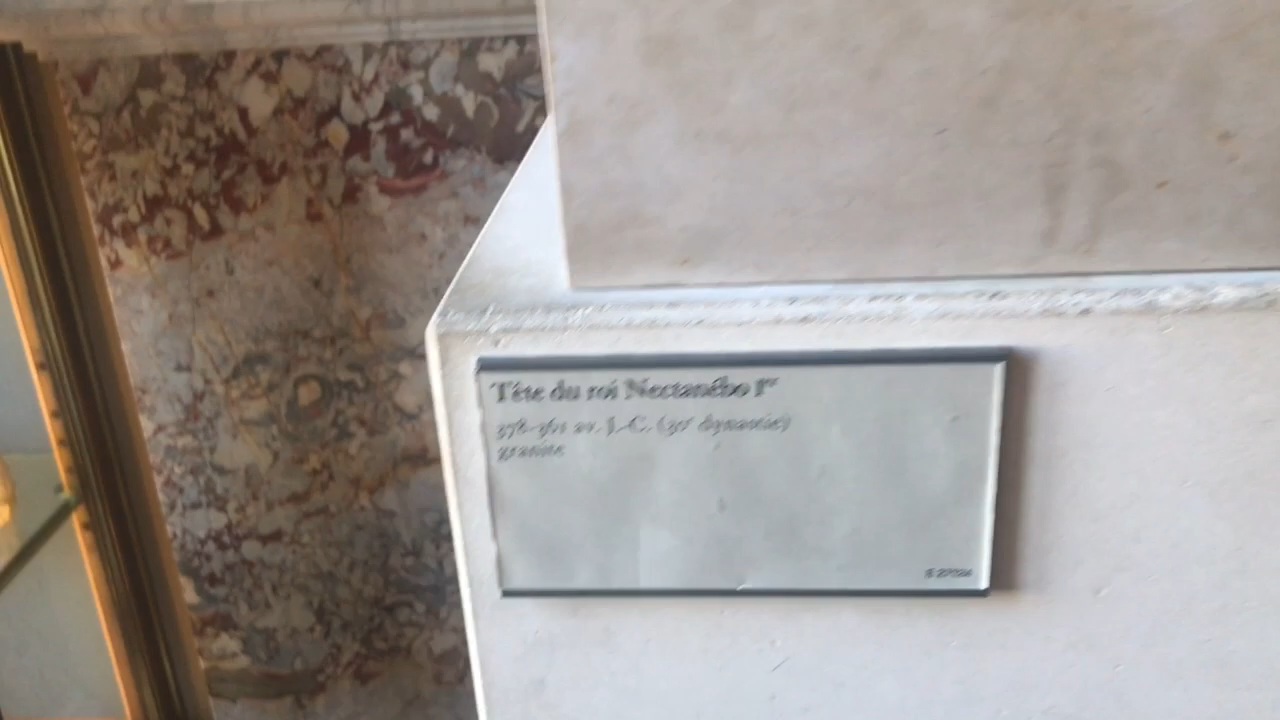 Tête du roi Nectanébo Iᵉʳ
378-361 av. J.-C. (30ᵉ dynastie)
granite